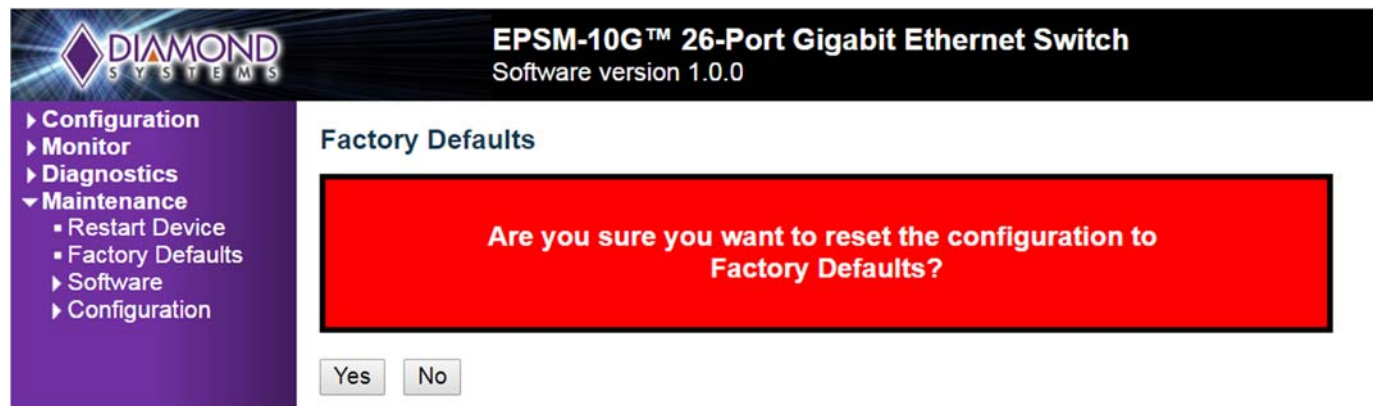 DIAMOND
SYSTEMS
EPSM-10G™ 26-Port Gigabit Ethernet Switch
Software version 1.0.0
Configuration
Monitor
Diagnostics
Maintenance
Restart Device
Factory Defaults
Software
Configuration
Factory Defaults
Are you sure you want to reset the configuration to
Factory Defaults?
Yes No